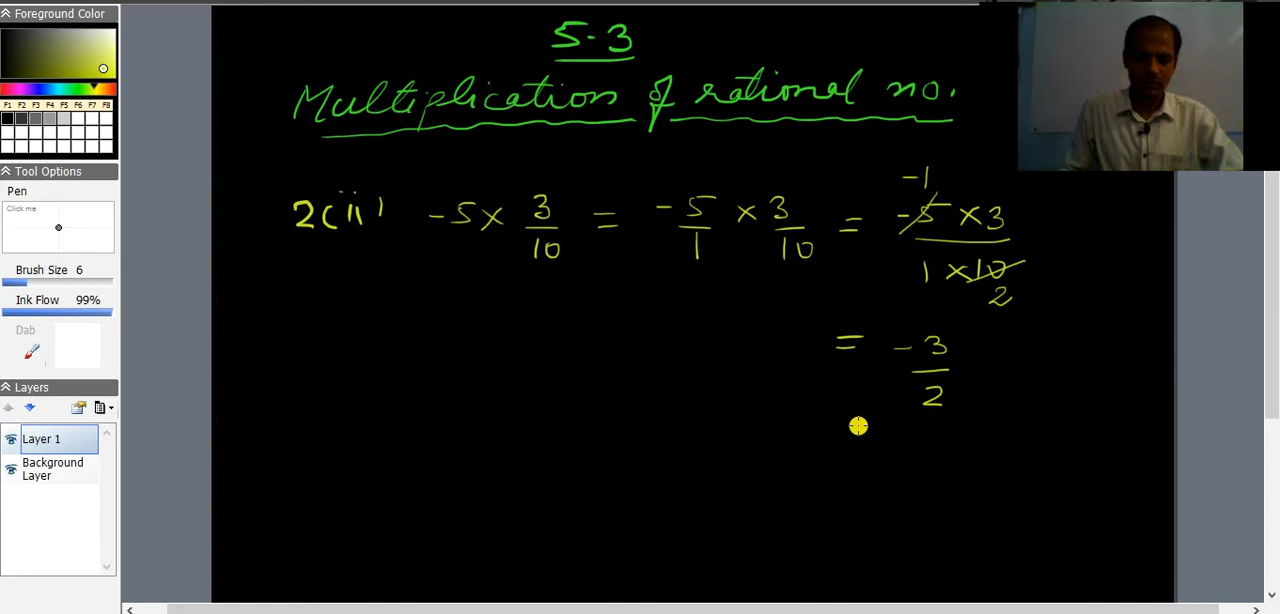 Foreground Color
F1 F2 F3 F4 F5 F6 F7 F8
Tool Options
Pen
Click me
Brush Size 6
Ink Flow 99%
Dab
Layers
Layer 1
Background
Layer
5.3
Multiplication of rational no.
2(ii) -5 × 3/10 = -5/1 × 3/10 = -5 × 3 / 1 × 10
-1
2
= -3/2